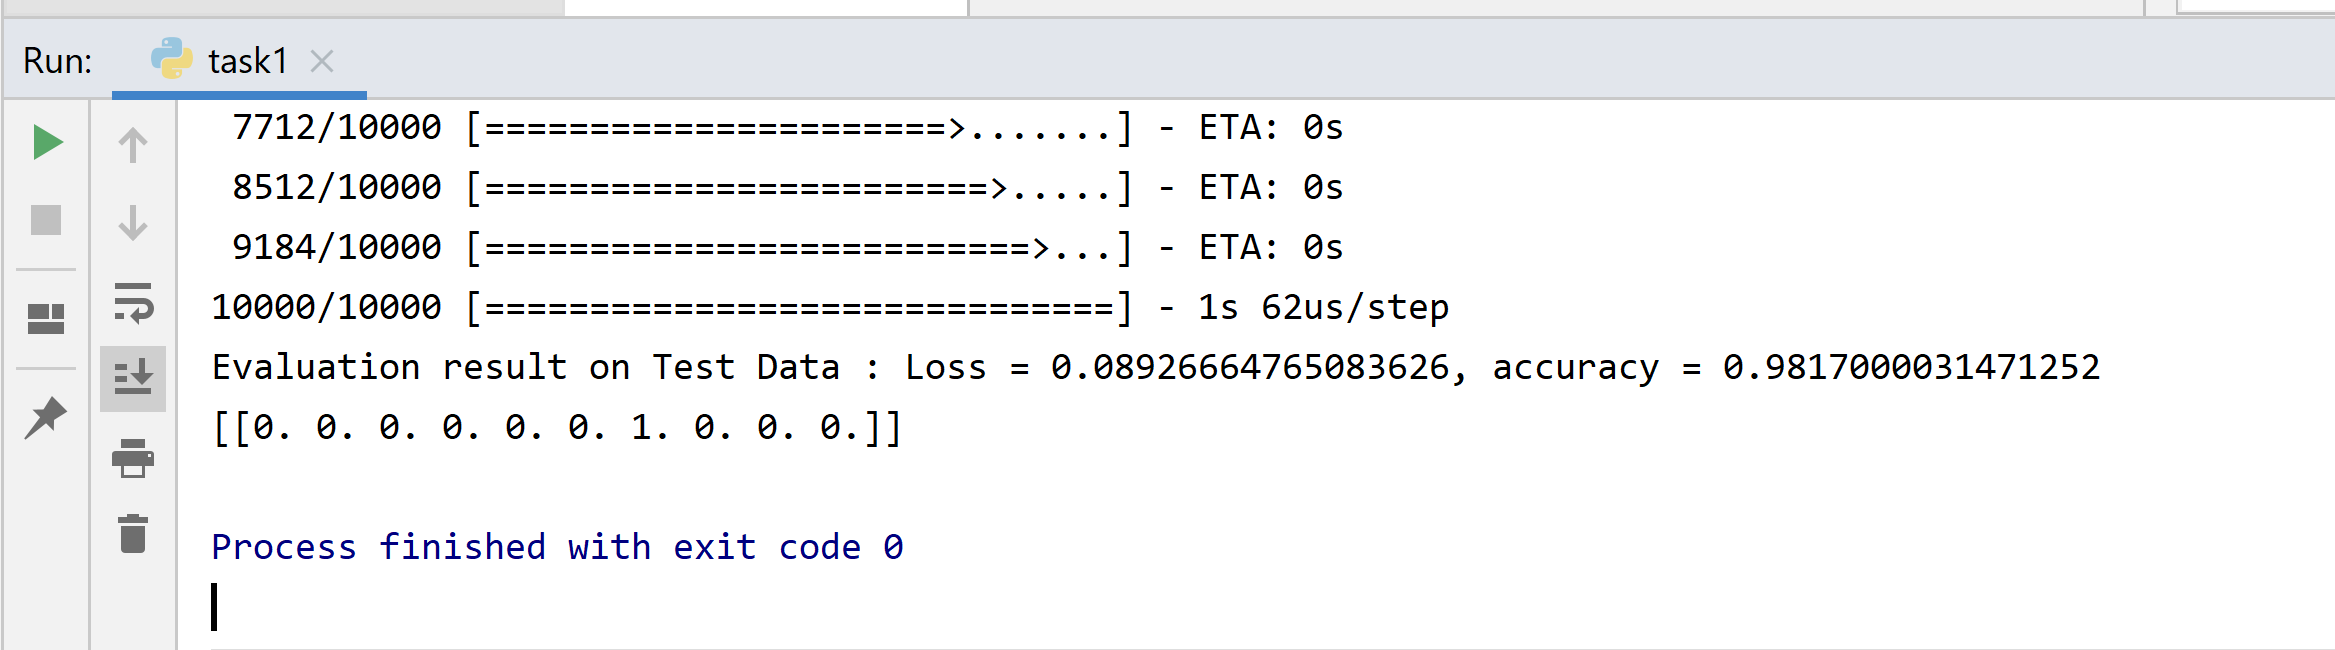 Run: task1
7712/10000 [======================>.......] - ETA: 0s
8512/10000 [========================>.....] - ETA: 0s
9184/10000 [==========================>...] - ETA: 0s
10000/10000 [==============================] - 1s 62us/step
Evaluation result on Test Data : Loss = 0.08926664765083626, accuracy = 0.9817000031471252
[[0. 0. 0. 0. 0. 0. 1. 0. 0. 0.]]
Process finished with exit code 0